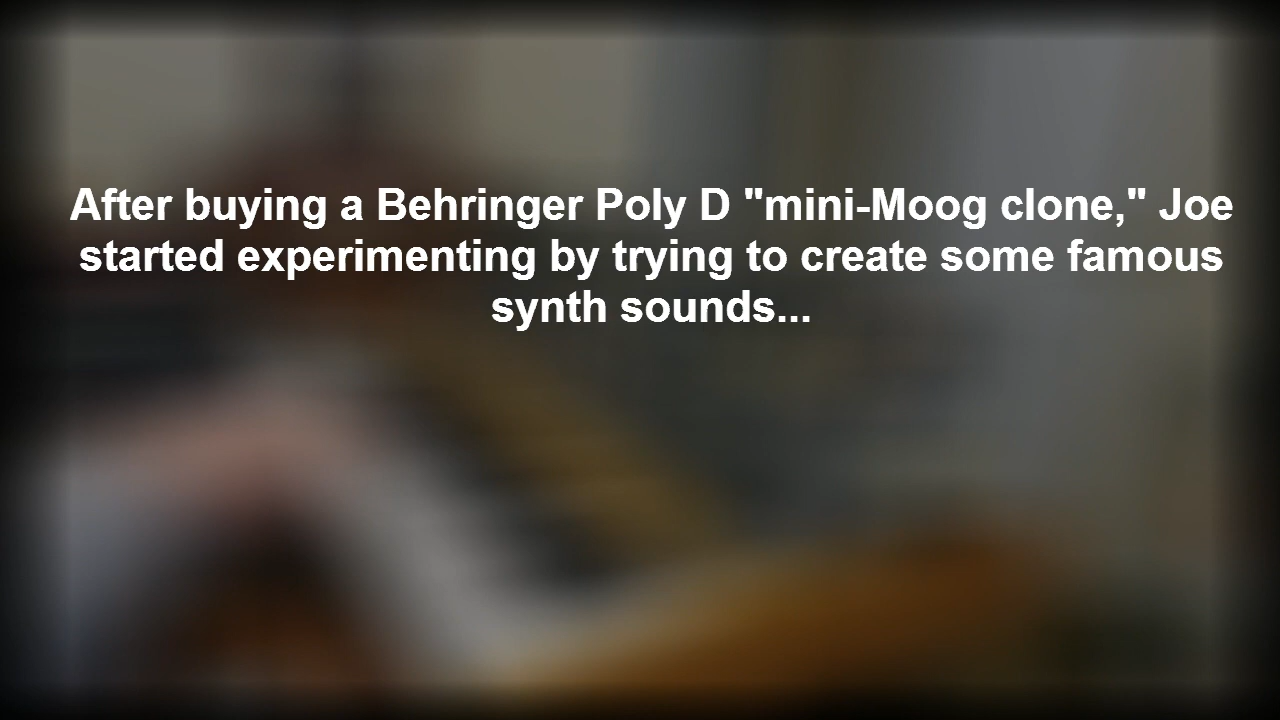 After buying a Behringer Poly D "mini-Moog clone," Joe
started experimenting by trying to create some famous
synth sounds...